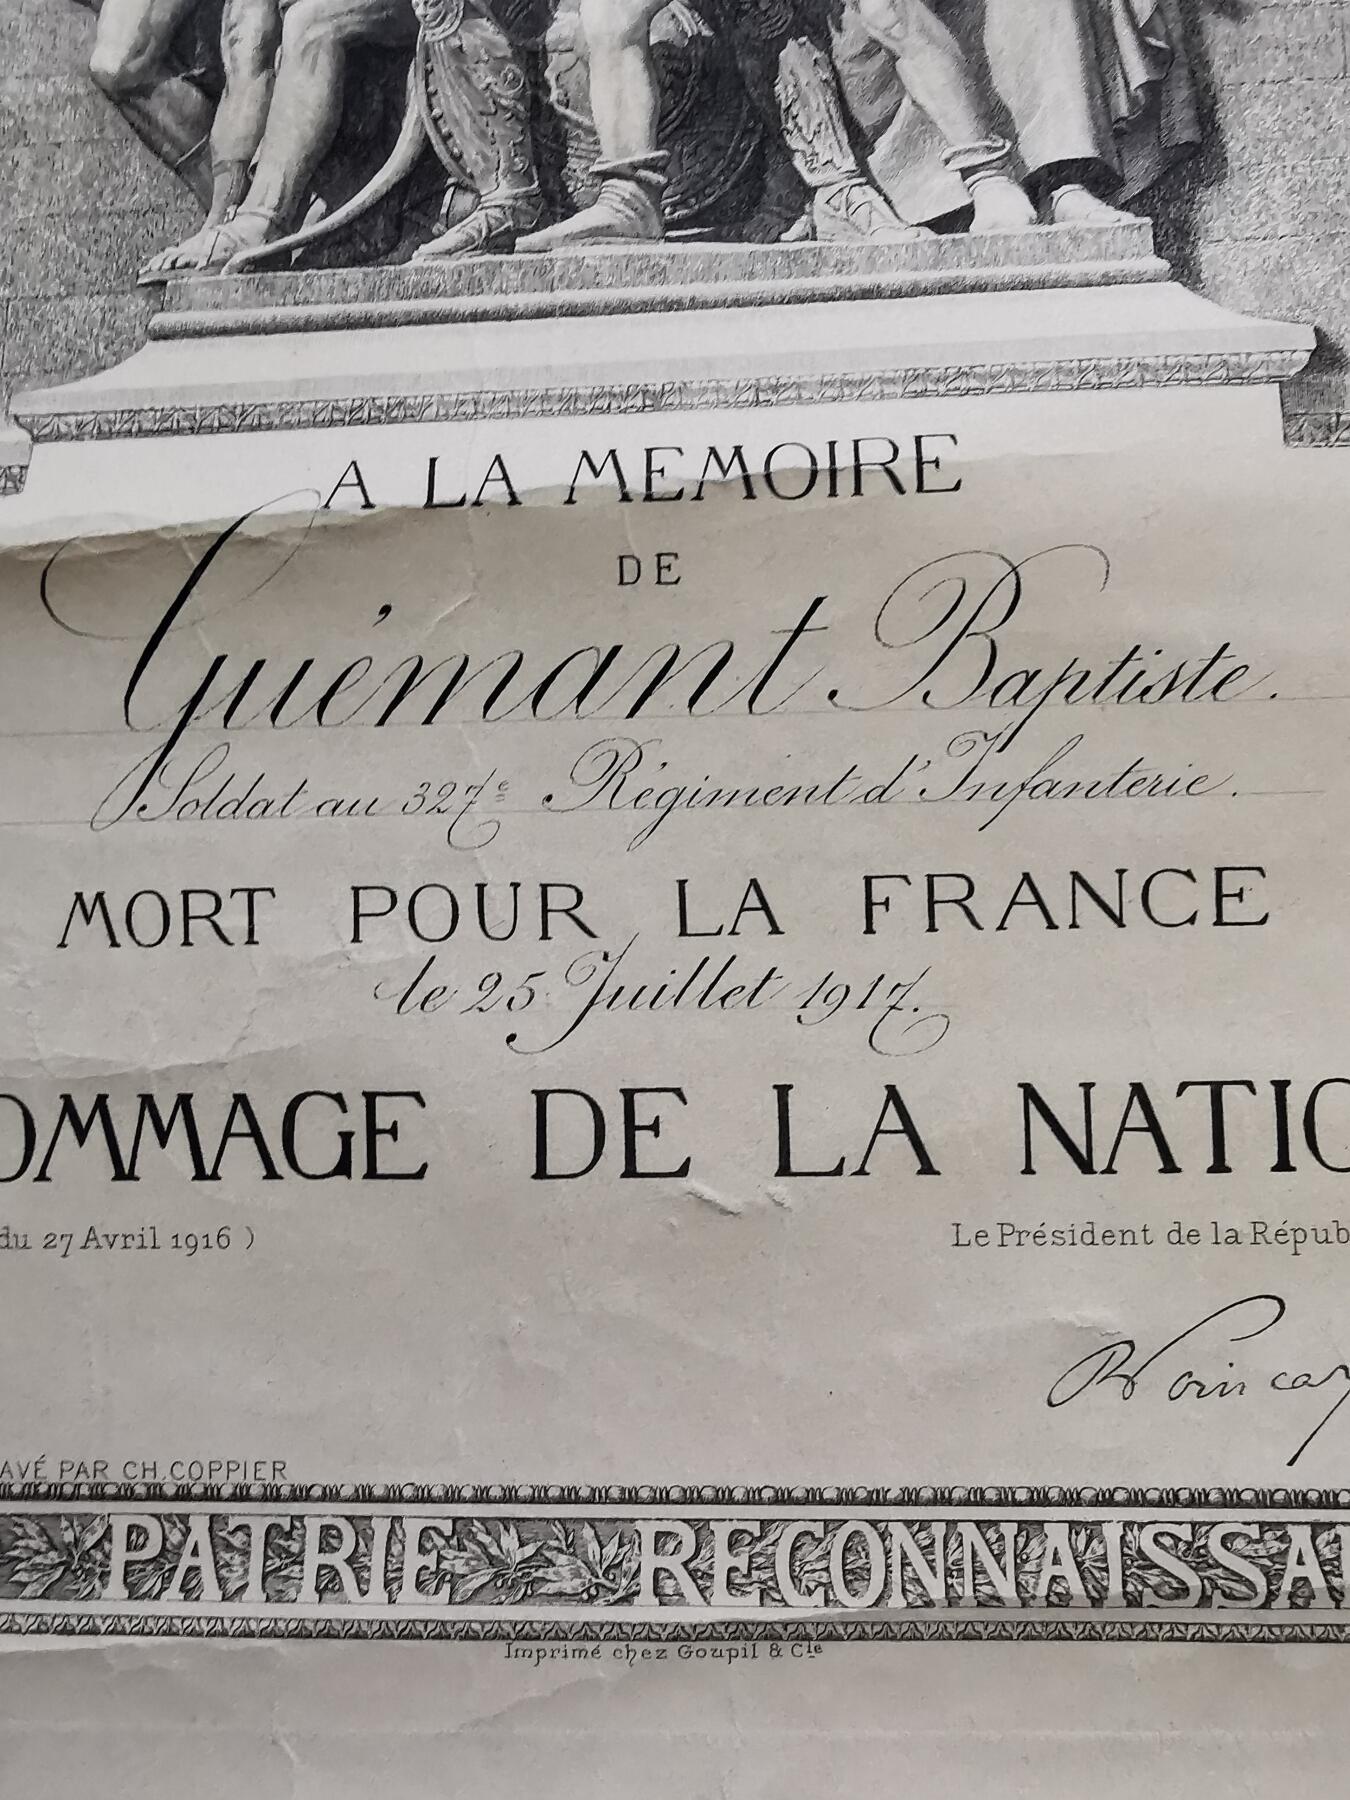 A LA MEMOIRE
DE
Guémant Baptiste.
Soldat au 327e Régiment d'Infanterie.
MORT POUR LA FRANCE
le 25 Juillet 1917.
OMMAGE DE LA NATIO
du 27 Avril 1916 )
Le Président de la Répub
R Poincar
AVÉ PAR CH. COPPIER
PATRIE RECONNAISSA
Imprimé chez Goupil & Cie